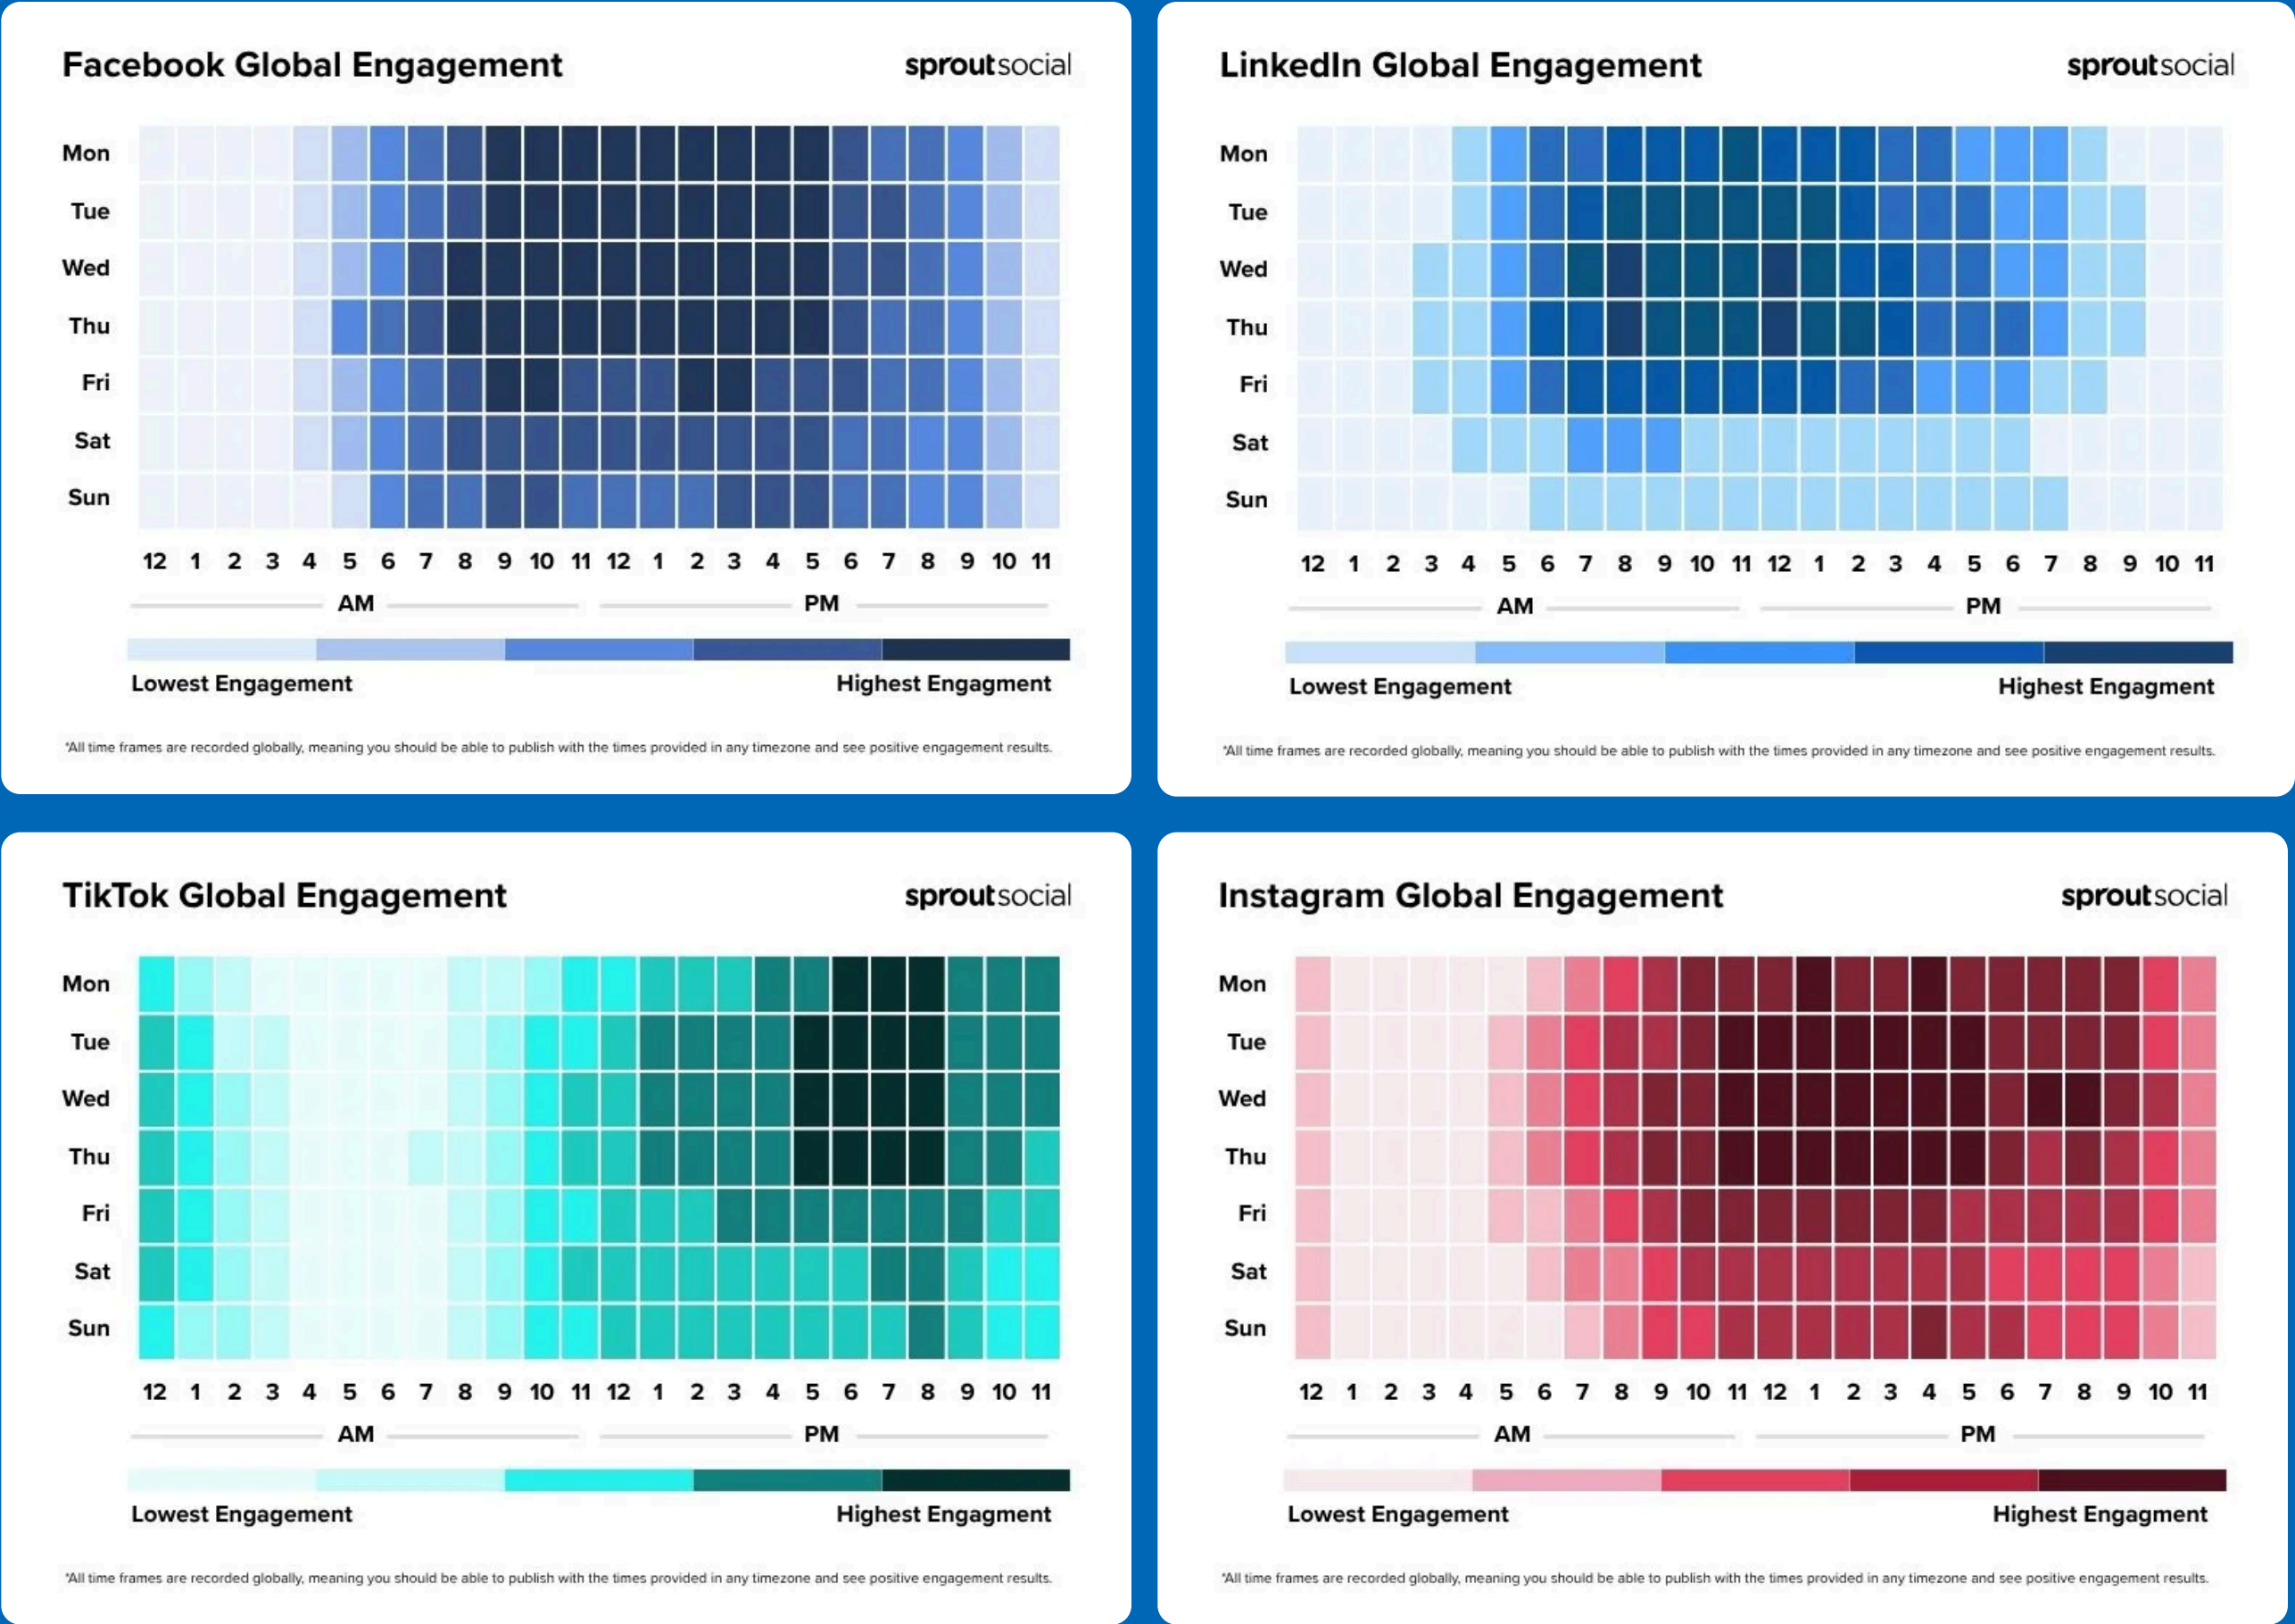 Facebook Global Engagement
sproutsocial
Mon
Tue
Wed
Thu
Fri
Sat
Sun
12 1 2 3 4 5 6 7 8 9 10 11 12 1 2 3 4 5 6 7 8 9 10 11
AM PM
Lowest Engagement Highest Engagment
*All time frames are recorded globally, meaning you should be able to publish with the times provided in any timezone and see positive engagement results.
LinkedIn Global Engagement
sproutsocial
Mon
Tue
Wed
Thu
Fri
Sat
Sun
12 1 2 3 4 5 6 7 8 9 10 11 12 1 2 3 4 5 6 7 8 9 10 11
AM PM
Lowest Engagement Highest Engagment
*All time frames are recorded globally, meaning you should be able to publish with the times provided in any timezone and see positive engagement results.
TikTok Global Engagement
sproutsocial
Mon
Tue
Wed
Thu
Fri
Sat
Sun
12 1 2 3 4 5 6 7 8 9 10 11 12 1 2 3 4 5 6 7 8 9 10 11
AM PM
Lowest Engagement Highest Engagment
*All time frames are recorded globally, meaning you should be able to publish with the times provided in any timezone and see positive engagement results.
Instagram Global Engagement
sproutsocial
Mon
Tue
Wed
Thu
Fri
Sat
Sun
12 1 2 3 4 5 6 7 8 9 10 11 12 1 2 3 4 5 6 7 8 9 10 11
AM PM
Lowest Engagement Highest Engagment
*All time frames are recorded globally, meaning you should be able to publish with the times provided in any timezone and see positive engagement results.